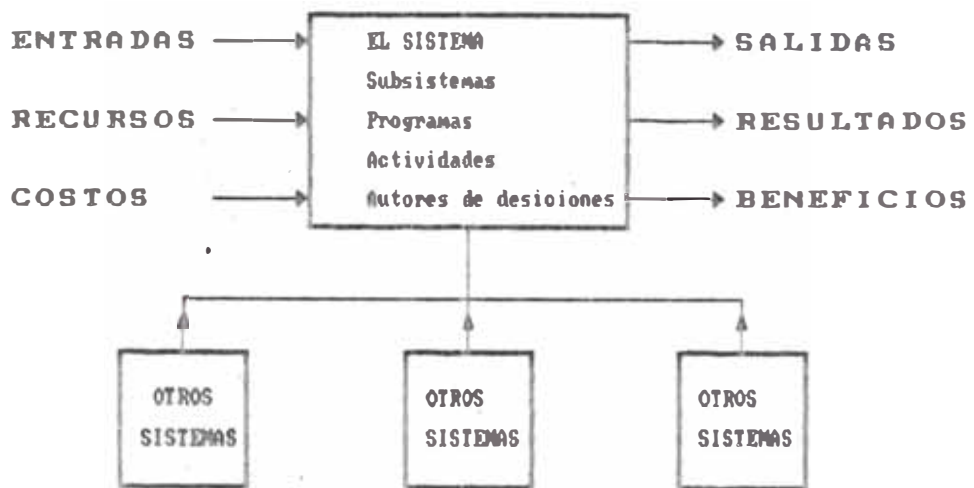 ENTRADAS
EL SISTEMA
SALIDAS
Subsistemas
RECURSOS
Programas
RESULTADOS
Actividades
COSTOS
Autores de desiciones
BENEFICIOS
OTROS
SISTEMAS
OTROS
SISTEMAS
OTROS
SISTEMAS